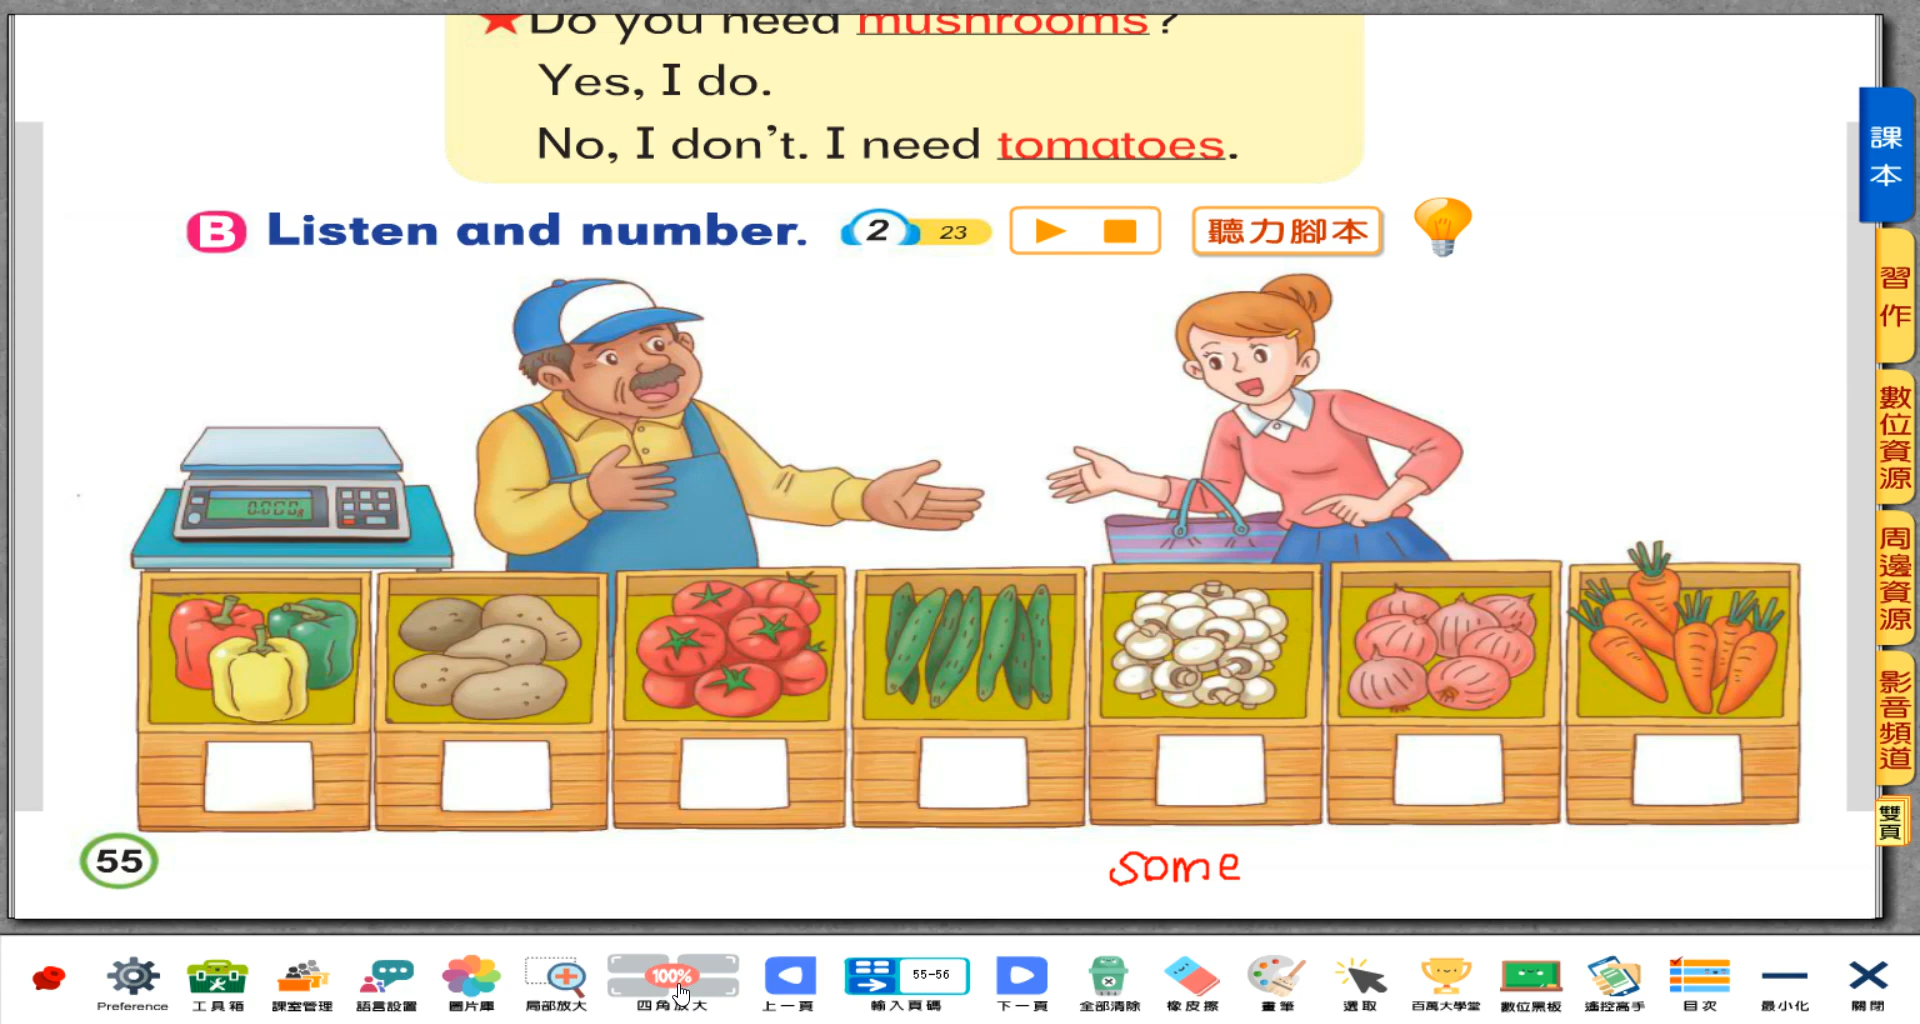 ★Do you need mushrooms?
Yes, I do.
No, I don't. I need tomatoes.
B Listen and number. 2 23 聽力腳本
課本
習作
數位資源
周邊資源
影音頻道
雙頁
0.000g
55
some
Preference 工具箱 課室管理 語言設置 圖片庫 局部放大 100% 四角放大 上一頁 55-56 輸入頁碼 下一頁 全部清除 橡皮擦 畫筆 選取 百萬大學堂 數位黑板 遙控高手 目次 最小化 關閉